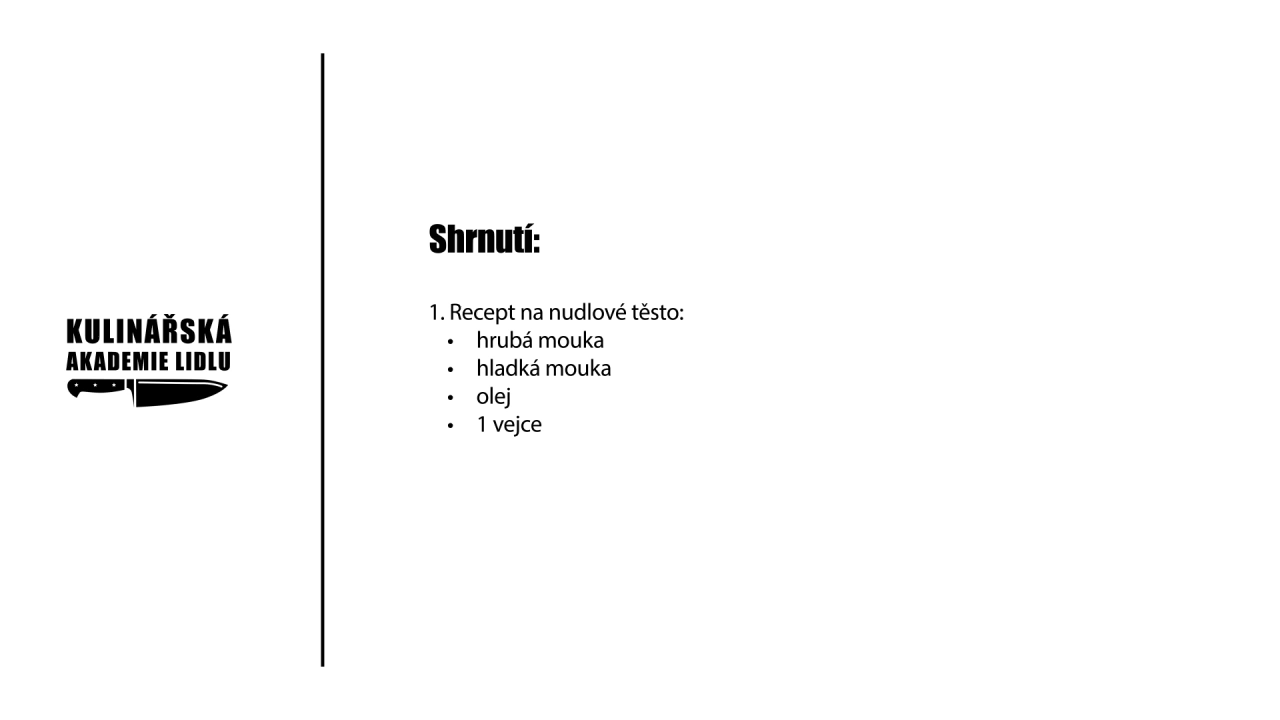 KULINÁŘSKÁ
AKADEMIE LIDLU
Shrnutí:
1. Recept na nudlové těsto:
• hrubá mouka
• hladká mouka
• olej
• 1 vejce